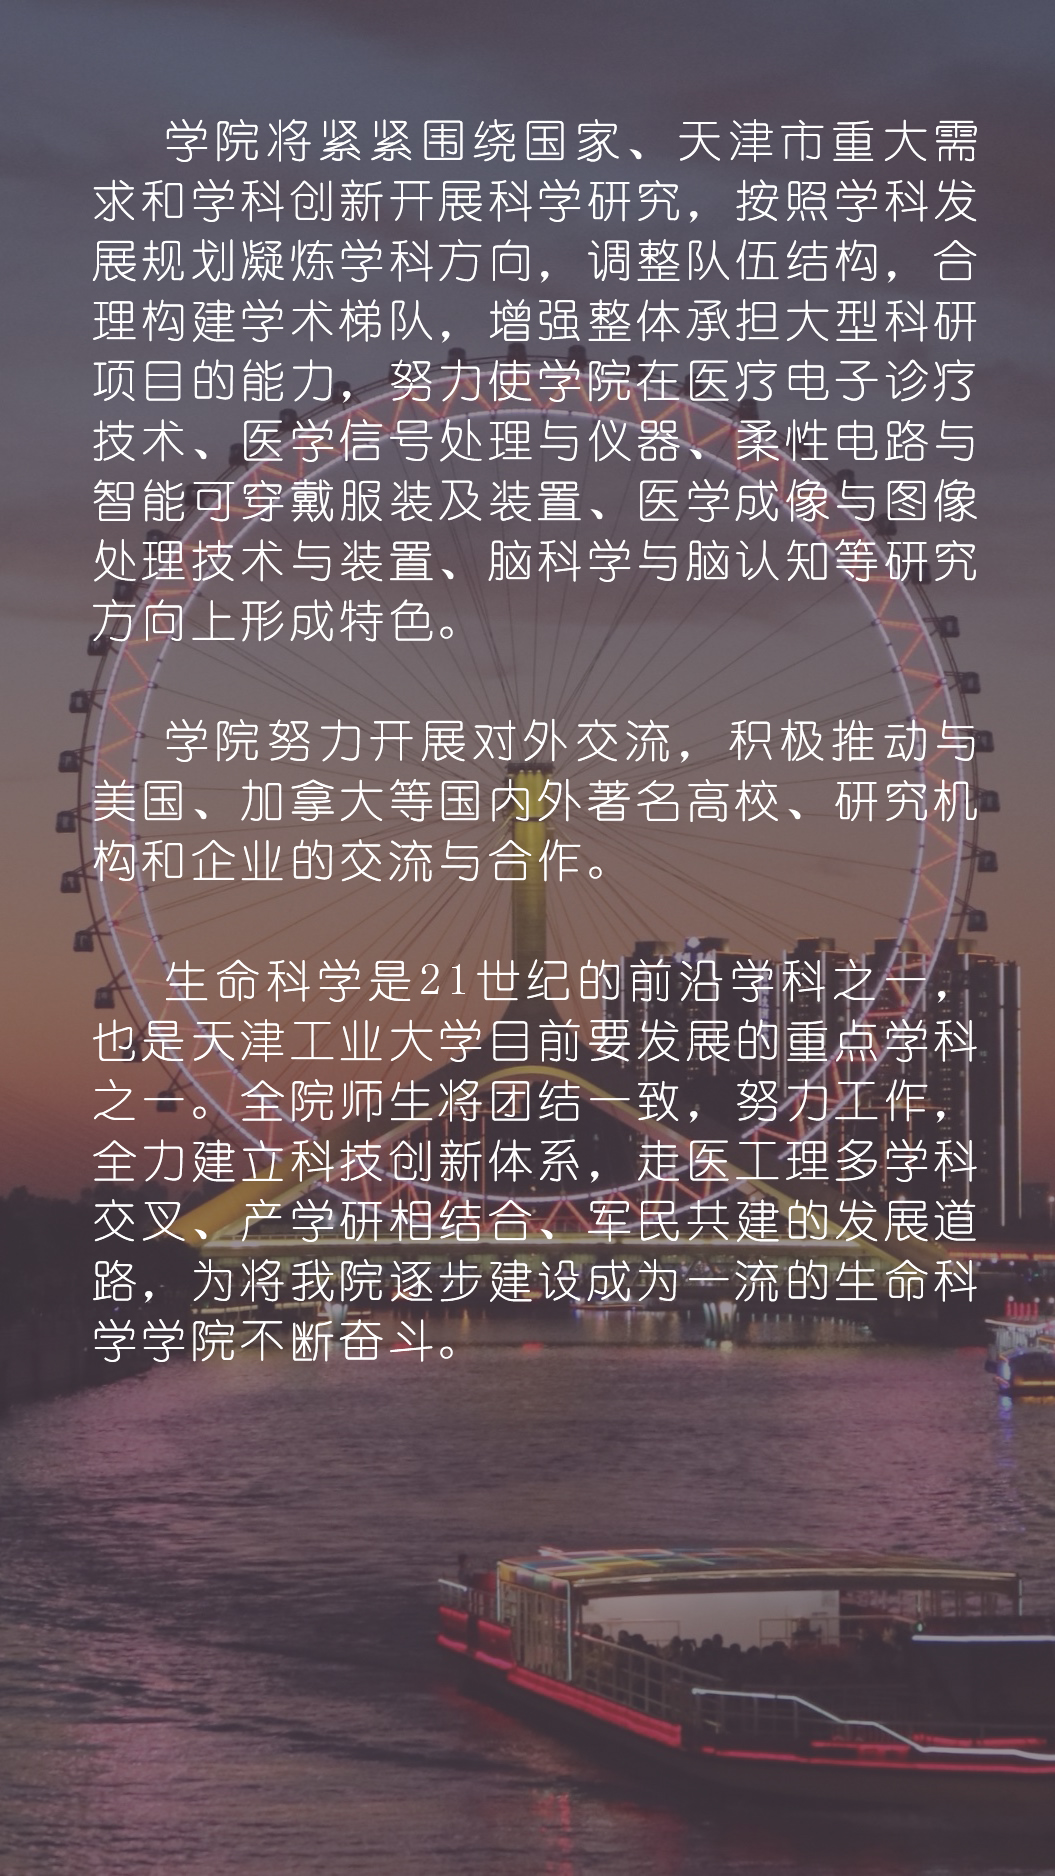 学院将紧紧围绕国家、天津市重大需
求和学科创新开展科学研究，按照学科发
展规划凝炼学科方向，调整队伍结构，合
理构建学术梯队，增强整体承担大型科研
项目的能力，努力使学院在医疗电子诊疗
技术、医学信号处理与仪器、柔性电路与
智能可穿戴服装及装置、医学成像与图像
处理技术与装置、脑科学与脑认知等研究
方向上形成特色。
学院努力开展对外交流，积极推动与
美国、加拿大等国内外著名高校、研究机
构和企业的交流与合作。
生命科学是21世纪的前沿学科之一，
也是天津工业大学目前要发展的重点学科
之一。全院师生将团结一致，努力工作，
全力建立科技创新体系，走医工理多学科
交叉、产学研相结合、军民共建的发展道
路，为将我院逐步建设成为一流的生命科
学学院不断奋斗。